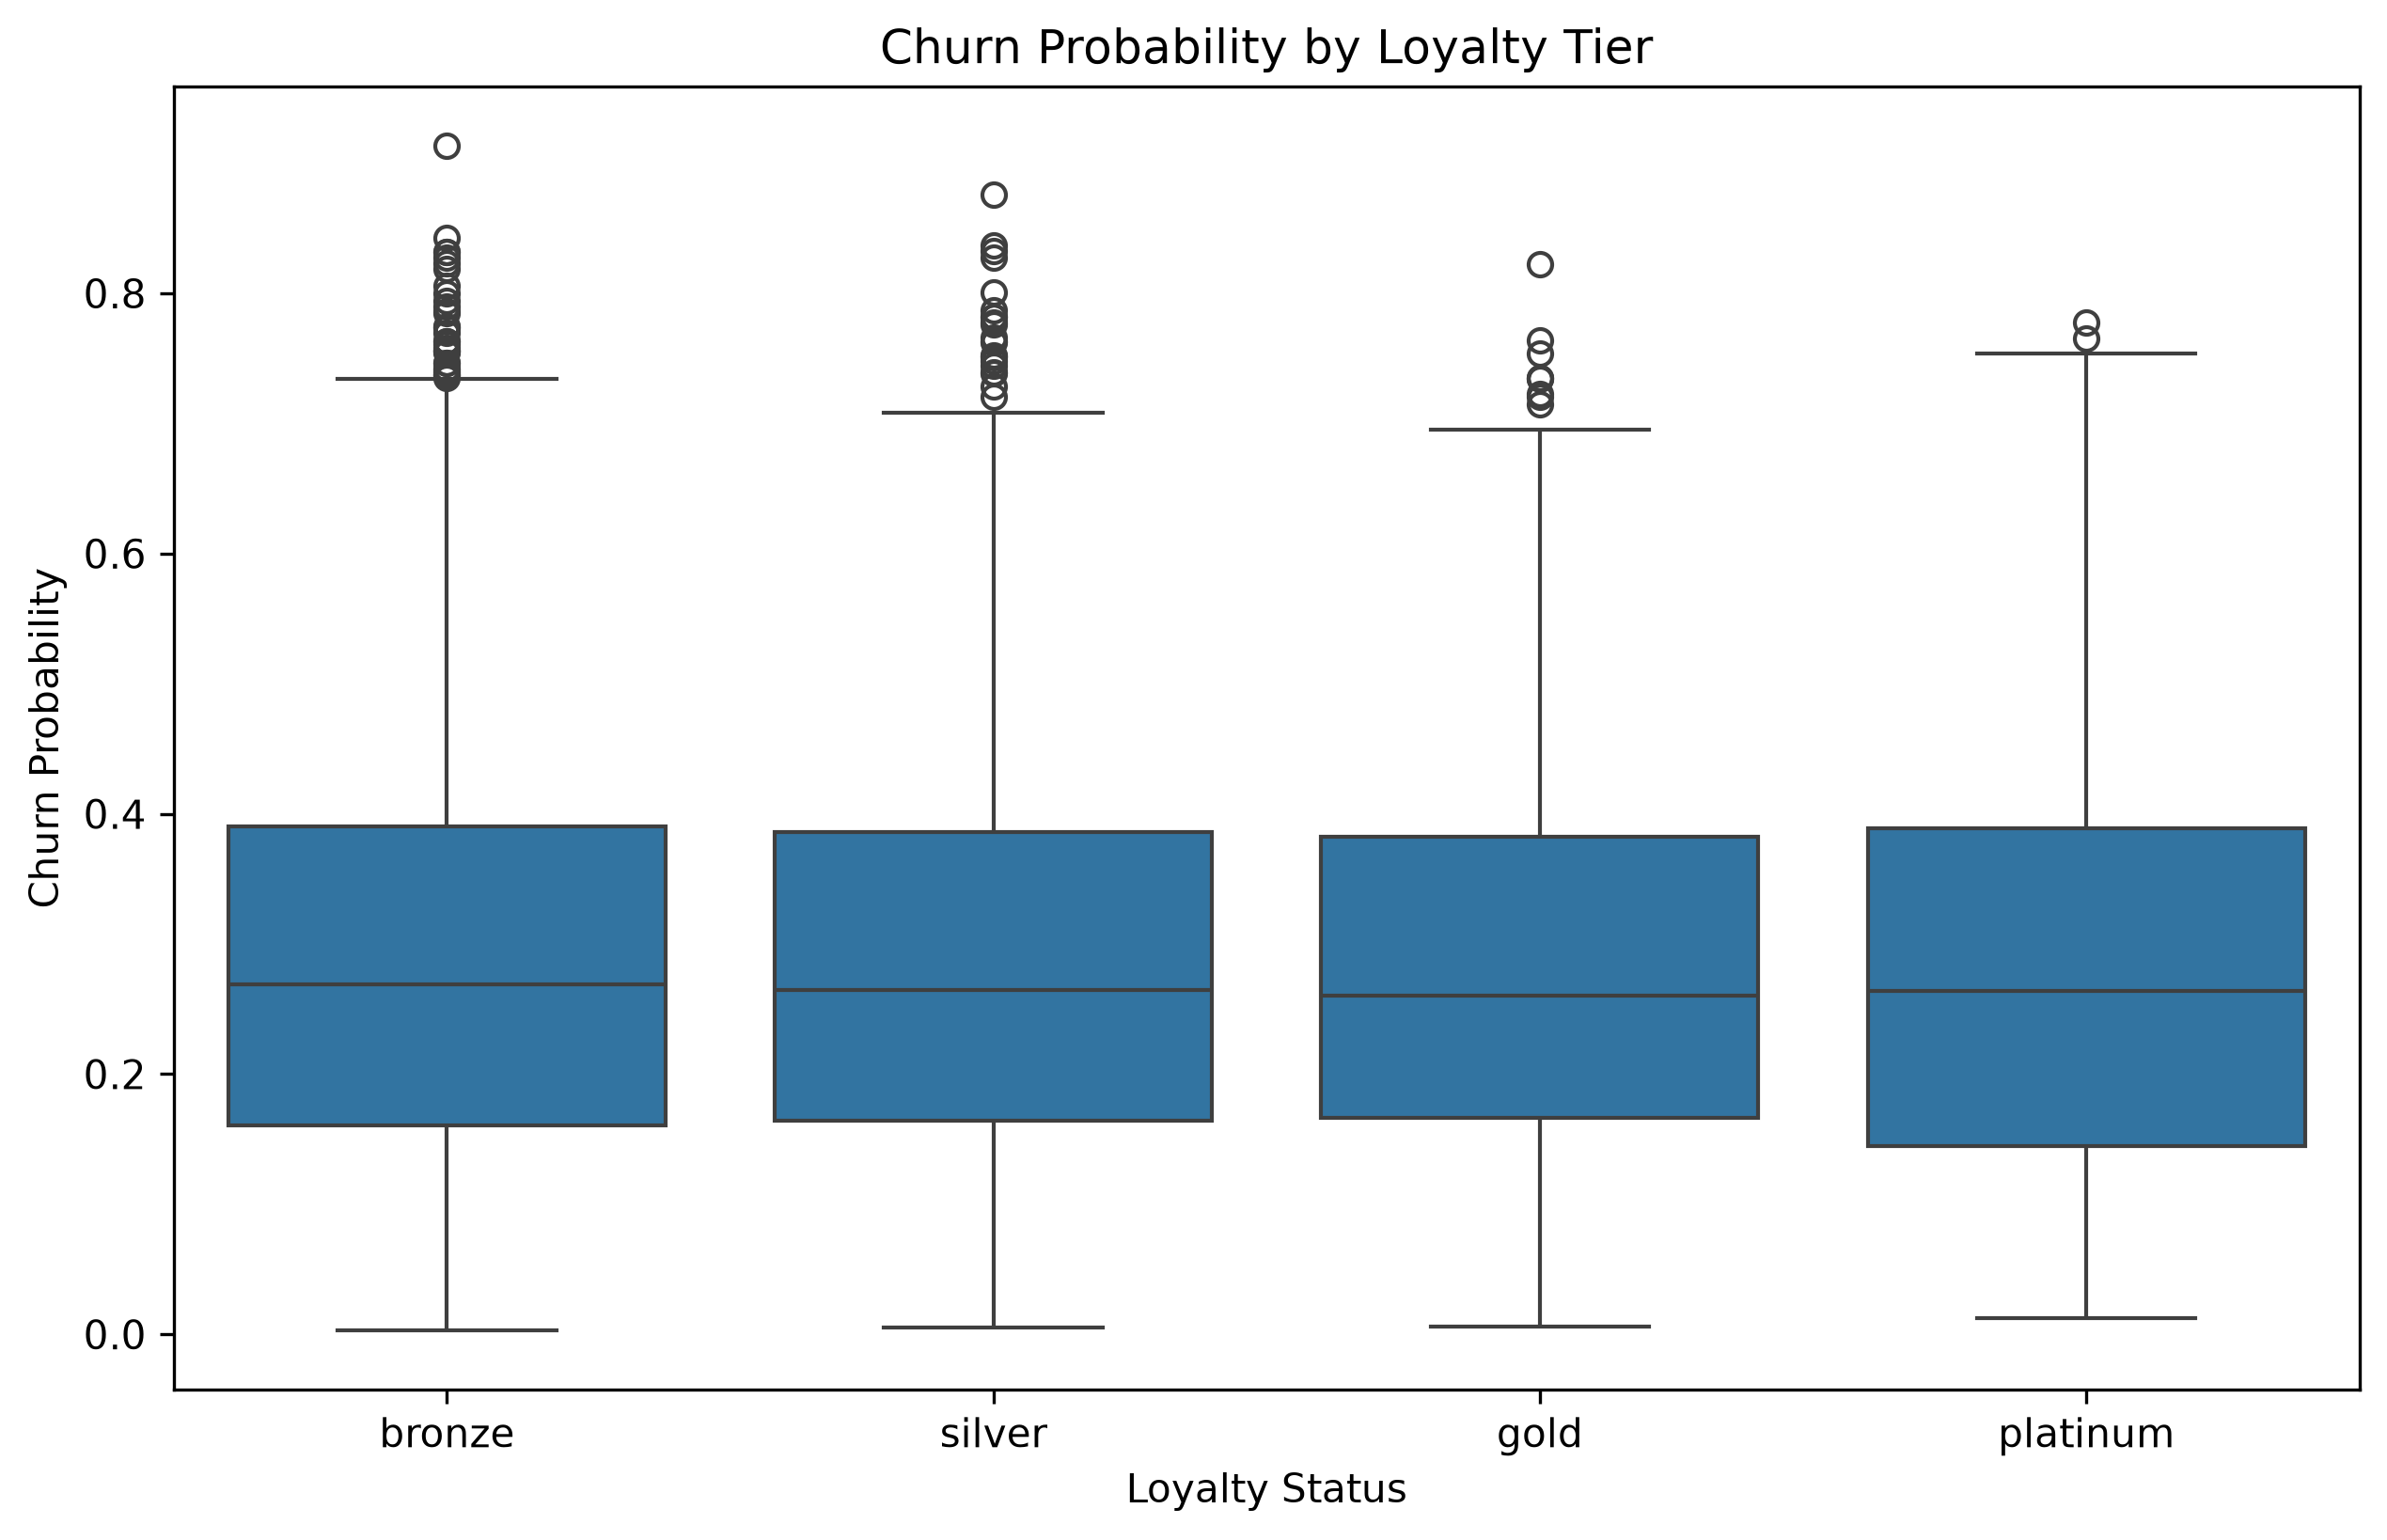 Churn Probability by Loyalty Tier
Churn Probability
0.8
0.6
0.4
0.2
0.0
bronze silver gold platinum
Loyalty Status